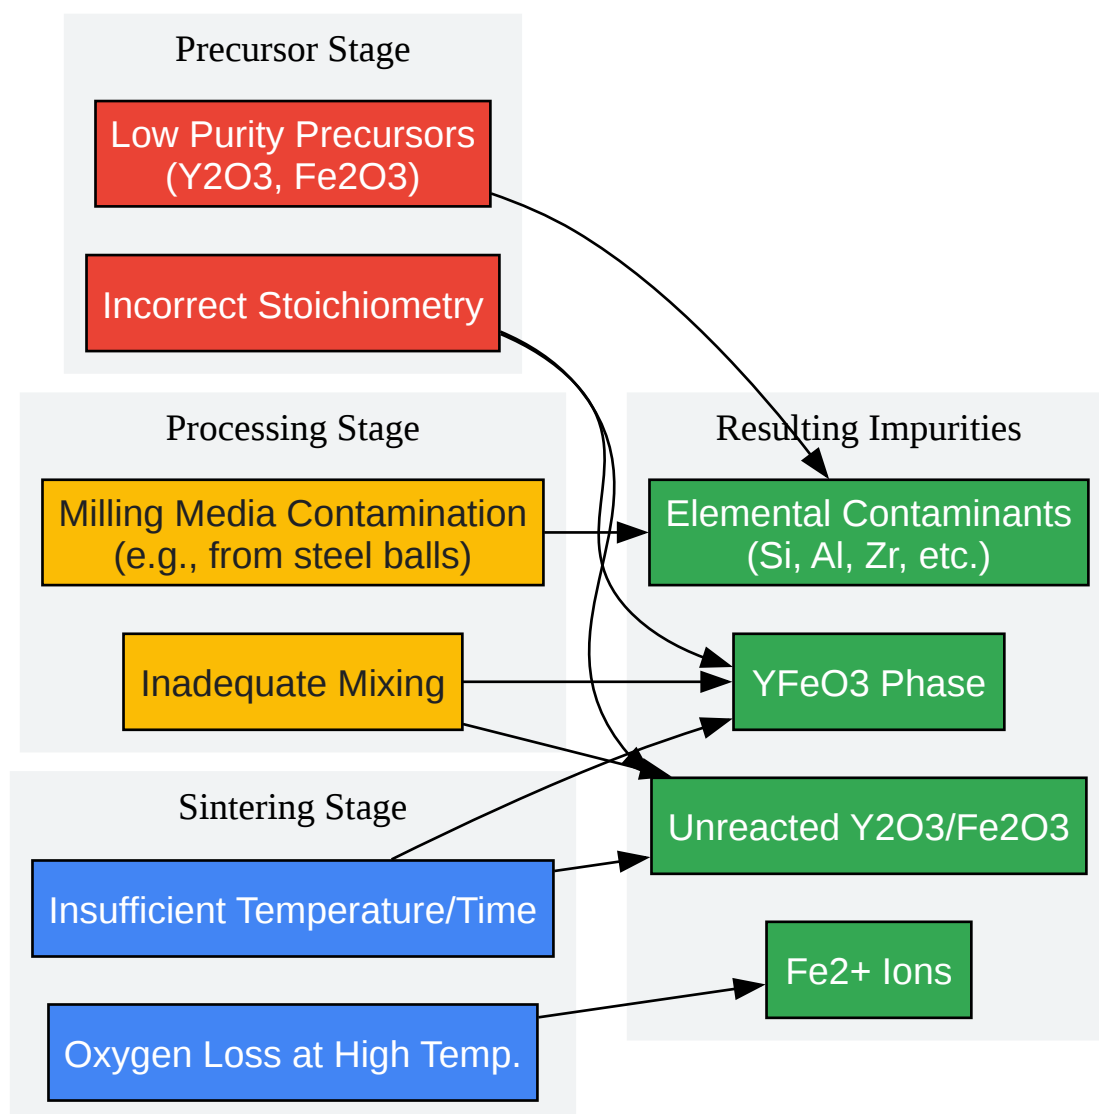 Precursor Stage
Low Purity Precursors
(Y2O3, Fe2O3)
Incorrect Stoichiometry
Processing Stage
Milling Media Contamination
(e.g., from steel balls)
Inadequate Mixing
Sintering Stage
Insufficient Temperature/Time
Oxygen Loss at High Temp.
Resulting Impurities
Elemental Contaminants
(Si, Al, Zr, etc.)
YFeO3 Phase
Unreacted Y2O3/Fe2O3
Fe2+ Ions